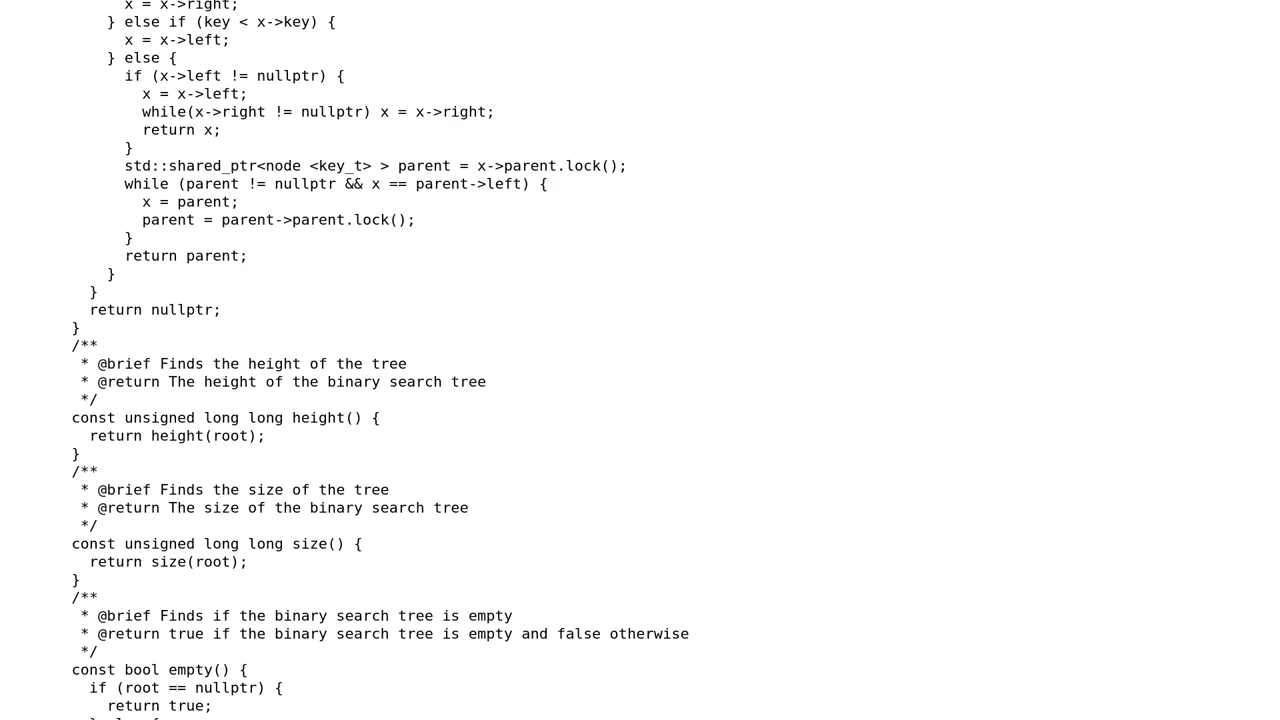 x = x->right;
} else if (key < x->key) {
x = x->left;
} else {
if (x->left != nullptr) {
x = x->left;
while(x->right != nullptr) x = x->right;
return x;
}
std::shared_ptr<node <key_t> > parent = x->parent.lock();
while (parent != nullptr && x == parent->left) {
x = parent;
parent = parent->parent.lock();
}
return parent;
}
}
return nullptr;
}
/**
* @brief Finds the height of the tree
* @return The height of the binary search tree
*/
const unsigned long long height() {
return height(root);
}
/**
* @brief Finds the size of the tree
* @return The size of the binary search tree
*/
const unsigned long long size() {
return size(root);
}
/**
* @brief Finds if the binary search tree is empty
* @return true if the binary search tree is empty and false otherwise
*/
const bool empty() {
if (root == nullptr) {
return true;